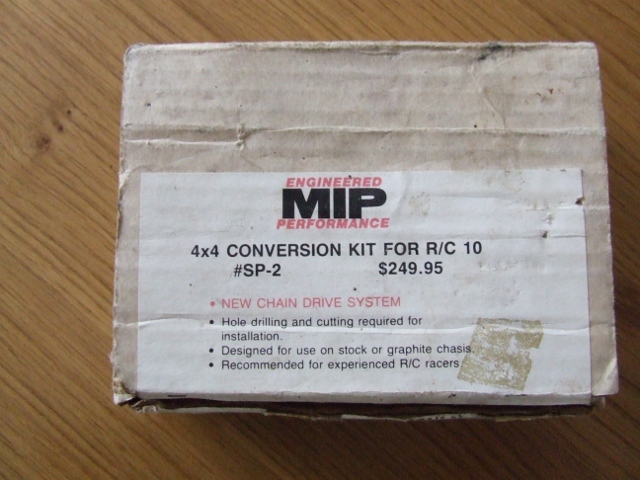 ENGINEERED
MIP
PERFORMANCE
4x4 CONVERSION KIT FOR R/C 10
#SP-2 $249.95
• NEW CHAIN DRIVE SYSTEM
• Hole drilling and cutting required for
installation.
• Designed for use on stock or graphite chasis.
• Recommended for experienced R/C racers